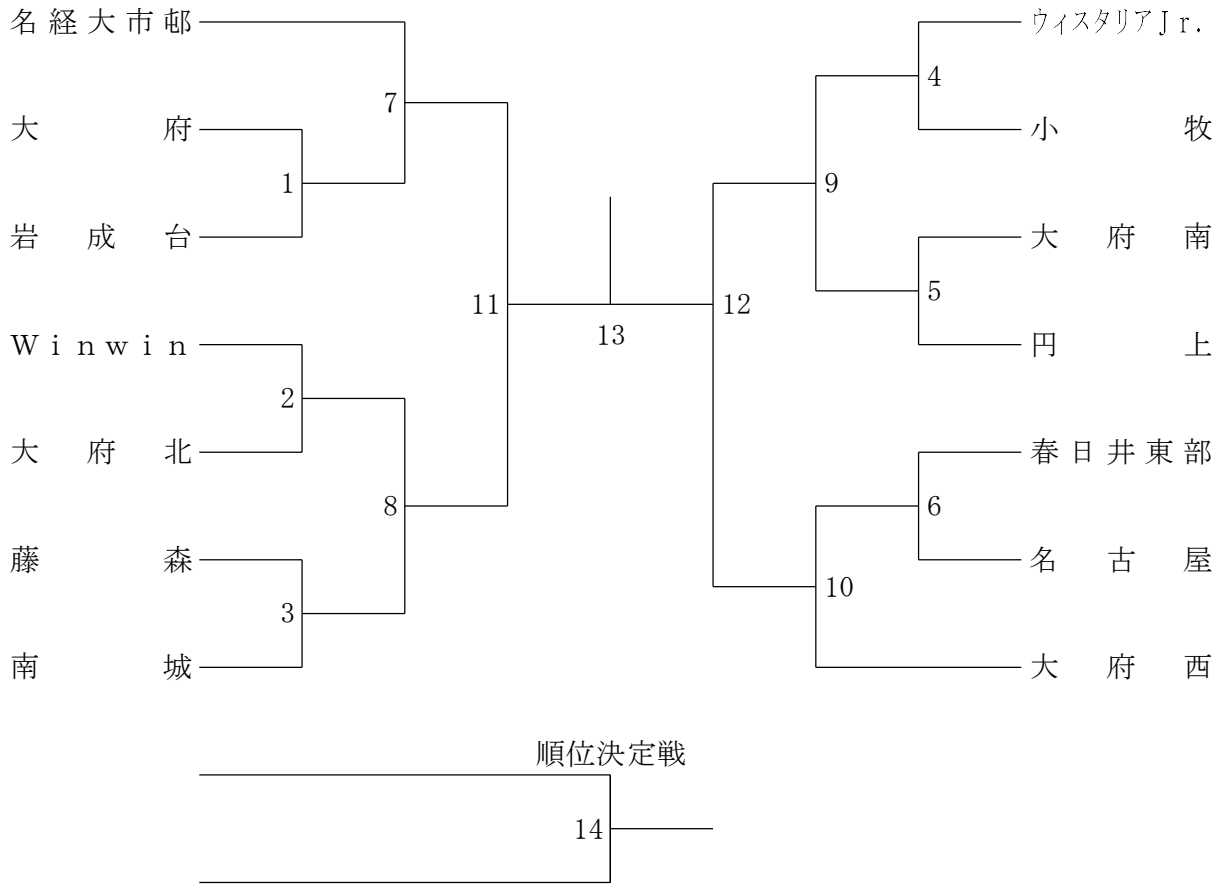 名経大市邨
ウィスタリアJr.
4
7
大府
小牧
1
9
岩成台
大府南
11
12
5
13
Winwin
円上
2
大府北
春日井東部
8
6
藤森
名古屋
10
3
南城
大府西
順位決定戦
14